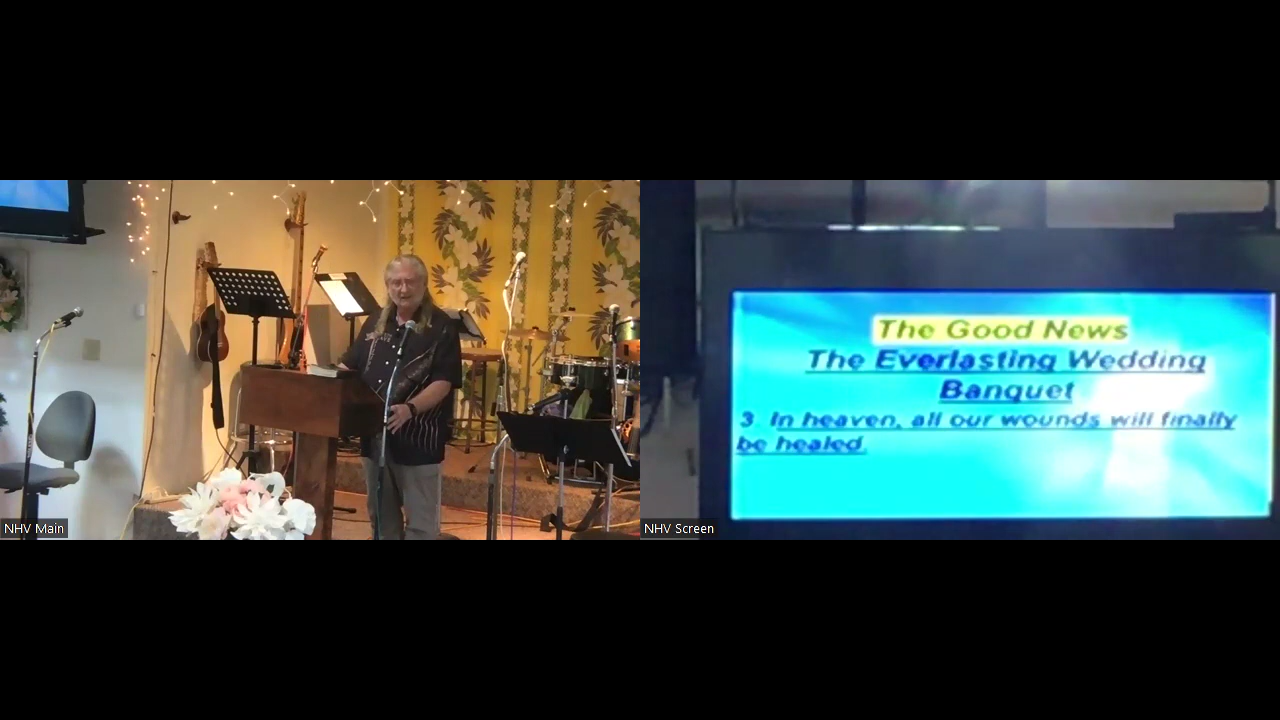 The Good News
The Everlasting Wedding
Banquet
3  In heaven, all our wounds will finally
be healed.
NHV Main
NHV Screen